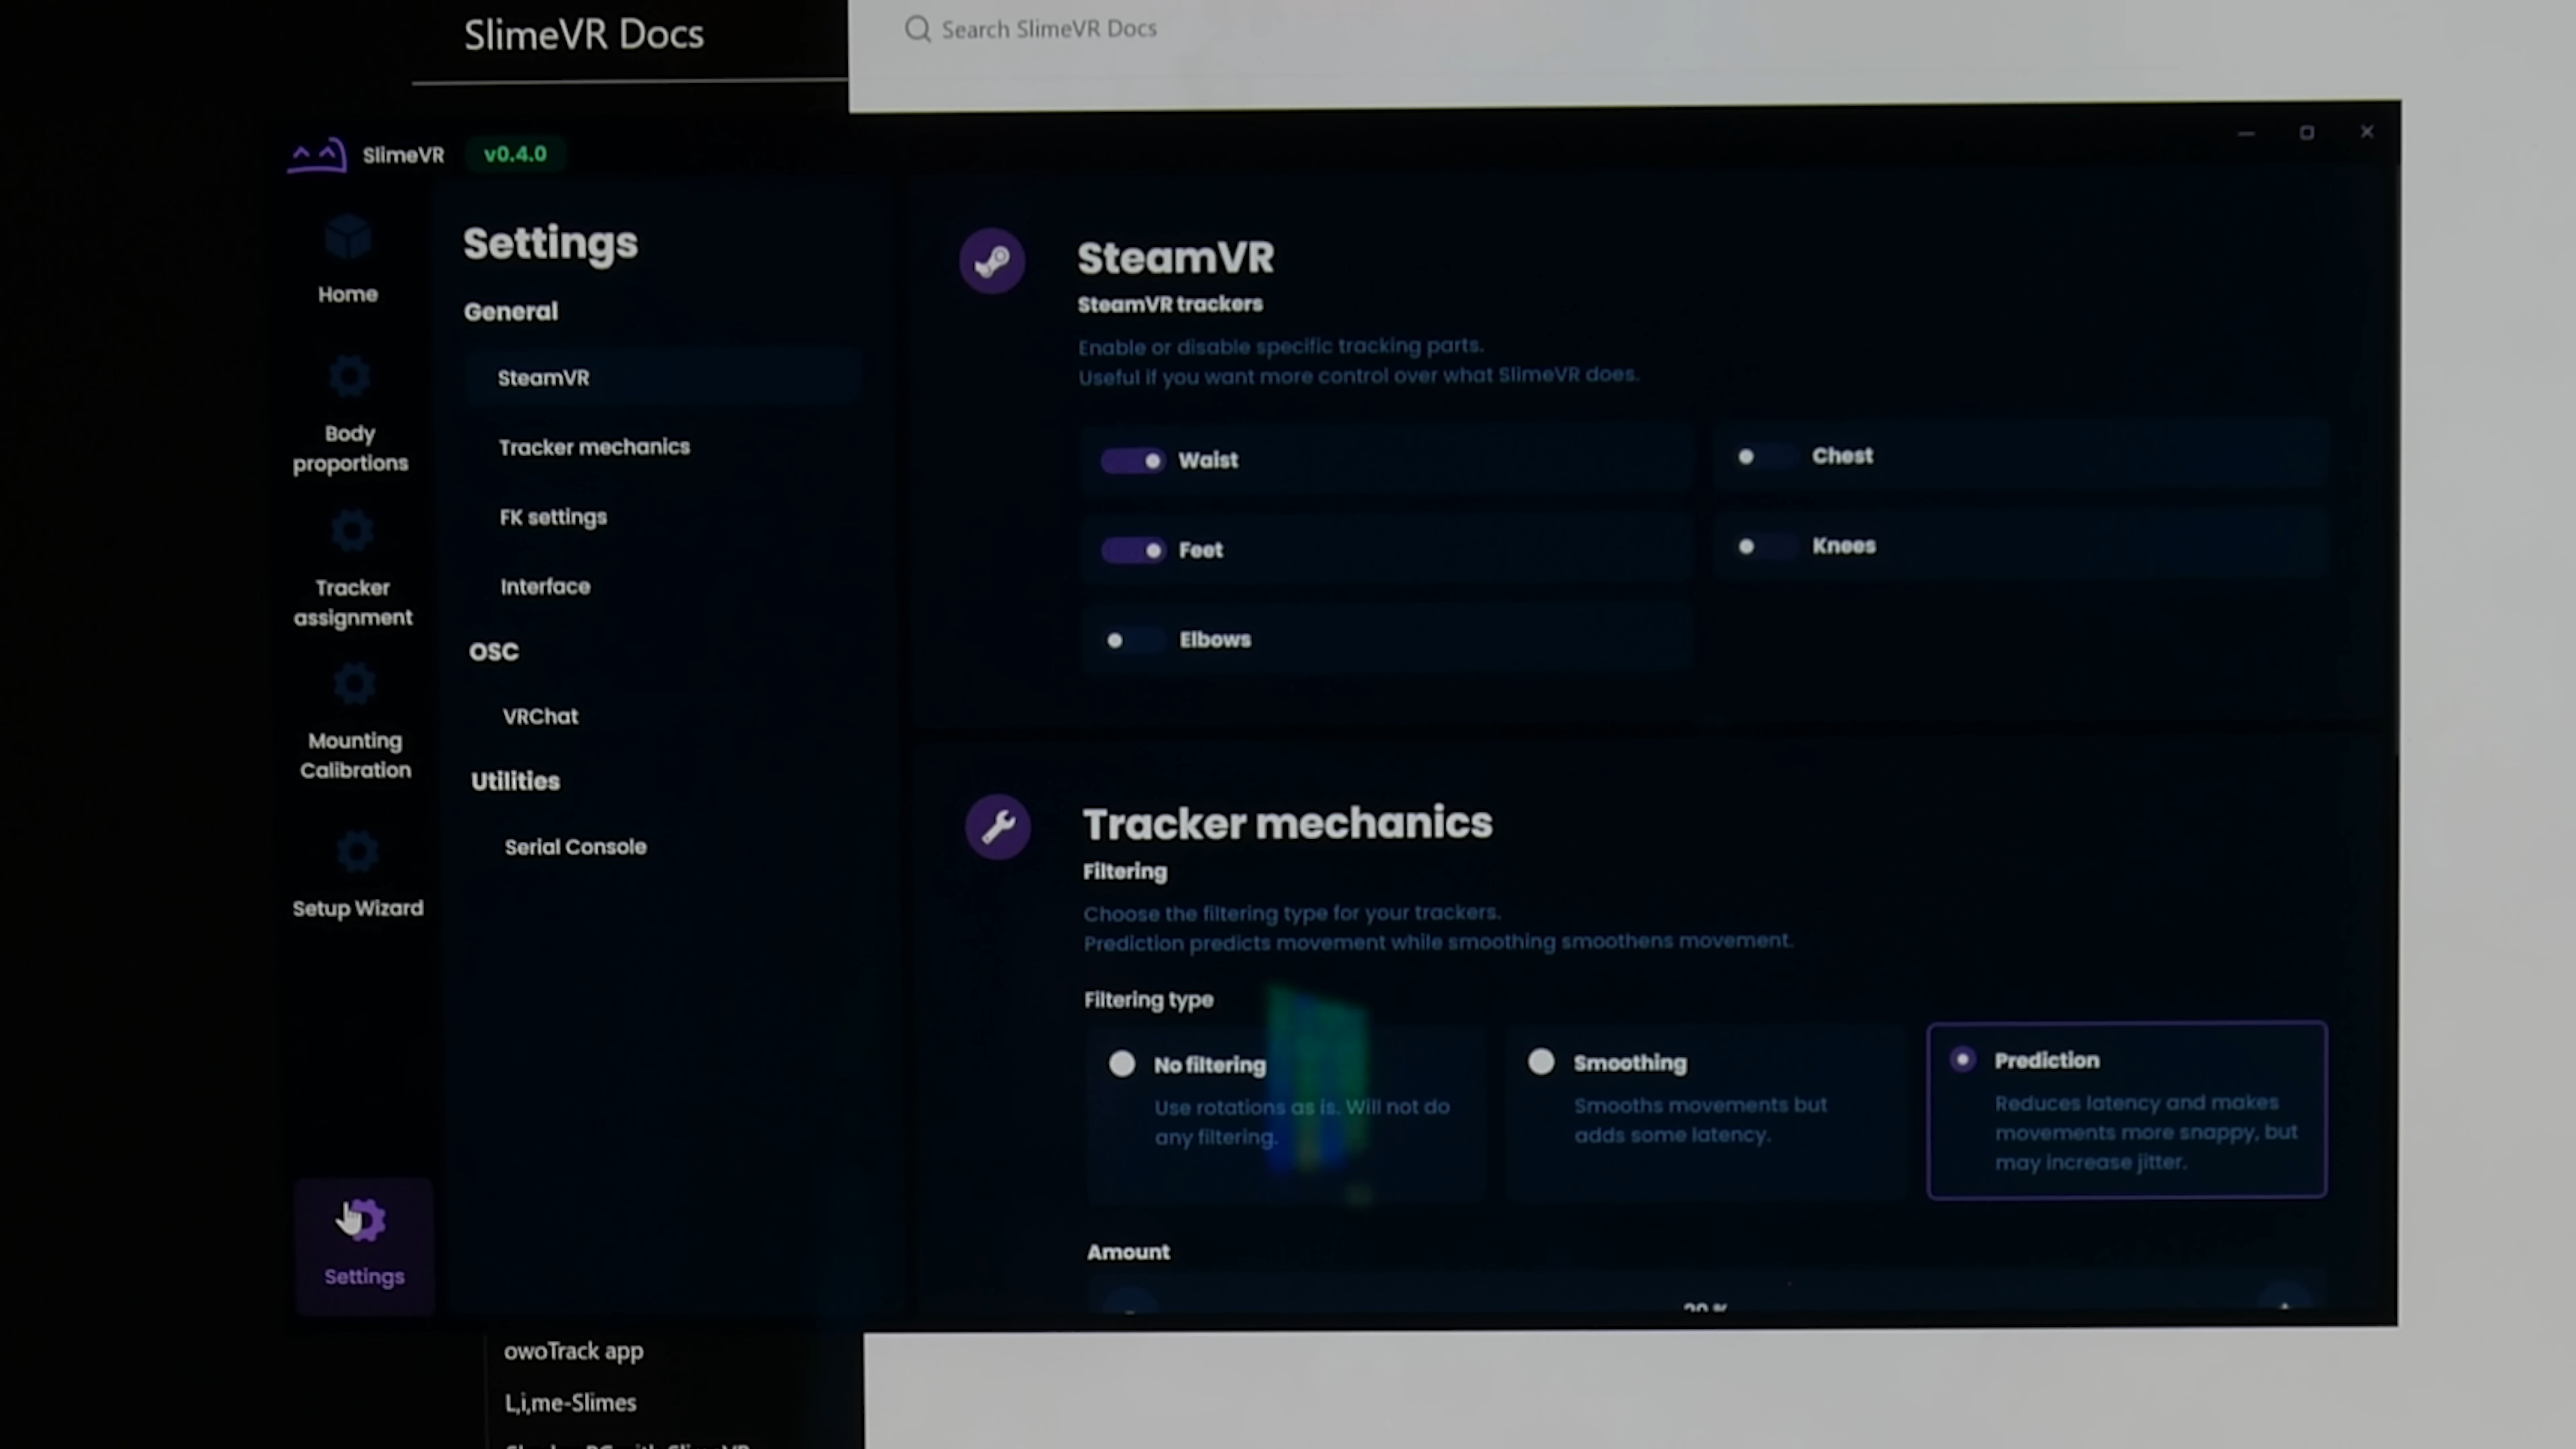 SlimeVR Docs
Search SlimeVR Docs
SlimeVR
v0.4.0
Home
Body
proportions
Tracker
assignment
Mounting
Calibration
Setup Wizard
Settings
Settings
General
SteamVR
Tracker mechanics
FK settings
Interface
OSC
VRChat
Utilities
Serial Console
SteamVR
SteamVR trackers
Enable or disable specific tracking parts.
Useful if you want more control over what SlimeVR does.
Waist
Chest
Feet
Knees
Elbows
Tracker mechanics
Filtering
Choose the filtering type for your trackers.
Prediction predicts movement while smoothing smoothens movement.
Filtering type
No filtering
Use rotations as is. Will not do
any filtering.
Smoothing
Smooths movements but
adds some latency.
Prediction
Reduces latency and makes
movements more snappy, but
may increase jitter.
Amount
owoTrack app
L,i,me-Slimes